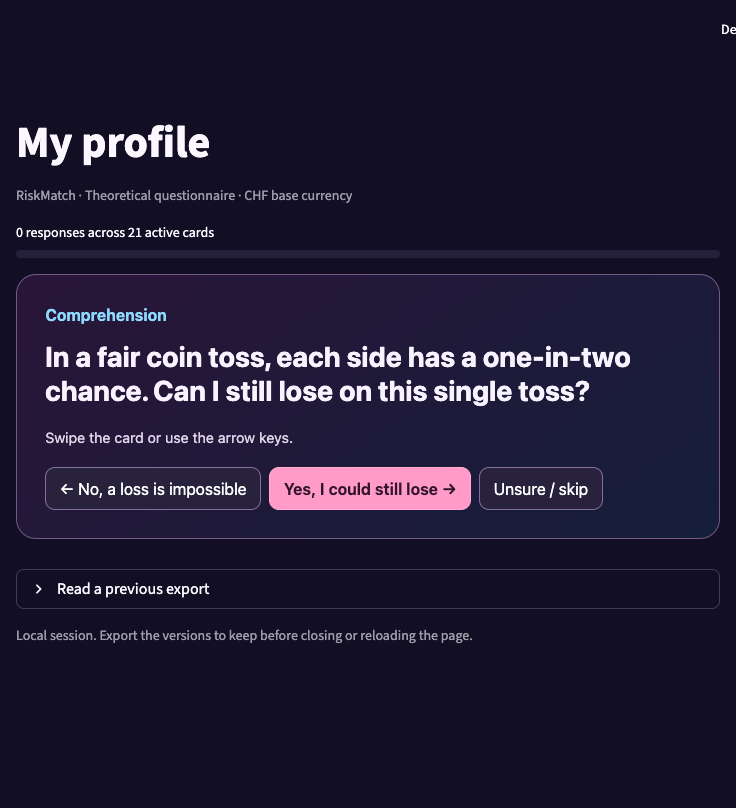 De
My profile
RiskMatch · Theoretical questionnaire · CHF base currency
0 responses across 21 active cards
Comprehension
In a fair coin toss, each side has a one-in-two
chance. Can I still lose on this single toss?
Swipe the card or use the arrow keys.
← No, a loss is impossible
Yes, I could still lose →
Unsure / skip
Read a previous export
Local session. Export the versions to keep before closing or reloading the page.